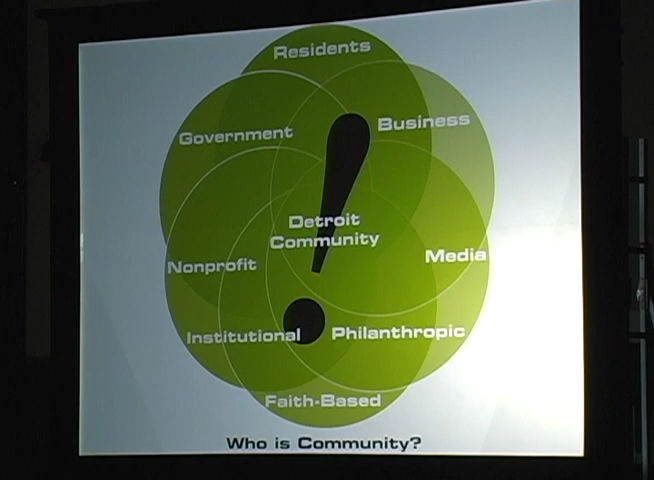 Residents
Government
Business
Detroit
Community
Nonprofit
Media
Institutional
Philanthropic
Faith-Based
Who is Community?